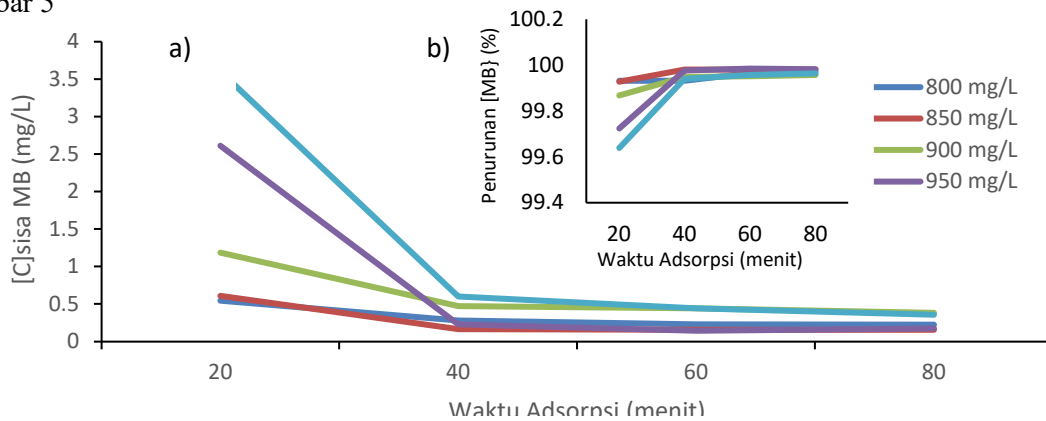 bar 5
a)
[C]sisa MB (mg/L)
4
3.5
3
2.5
2
1.5
1
0.5
0
20 40 60 80
Waktu Adsorpsi (menit)
b)
Penurunan [MB} (%)
100.2
100
99.8
99.6
99.4
20 40 60 80
Waktu Adsorpsi (menit)
800 mg/L
850 mg/L
900 mg/L
950 mg/L